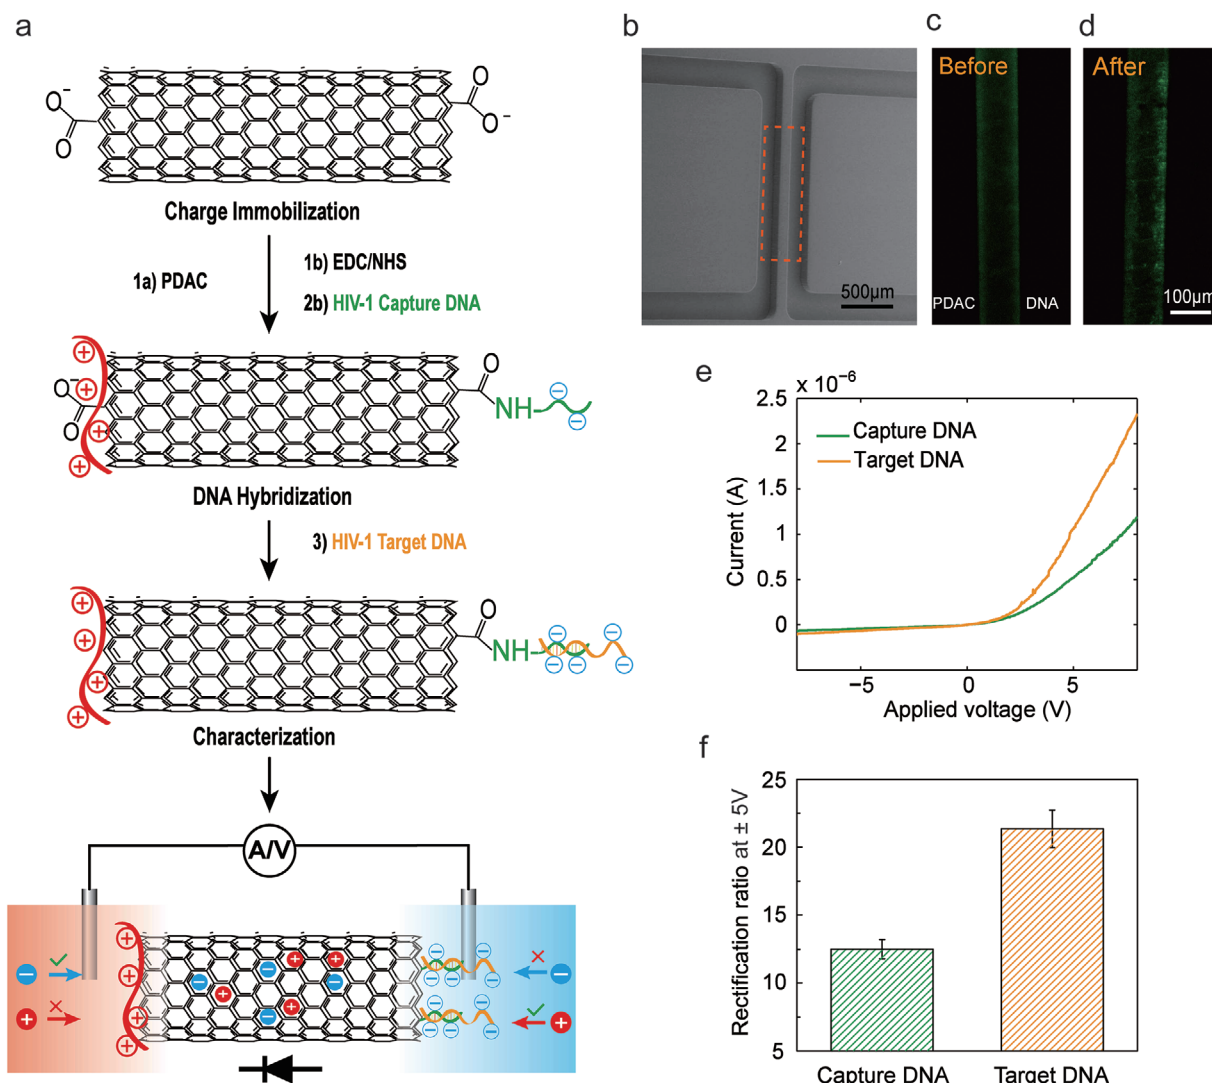 a
O
O⁻
O
O⁻
Charge Immobilization
1a) PDAC
1b) EDC/NHS
2b) HIV-1 Capture DNA
O⁻
O
O
NH
DNA Hybridization
3) HIV-1 Target DNA
O
NH
Characterization
A/V
b
500μm
c
Before
PDAC
DNA
d
After
100μm
e
x 10⁻⁶
2.5
2
1.5
1
0.5
0
Capture DNA
Target DNA
Current (A)
−5
0
5
Applied voltage (V)
f
25
20
15
10
5
Rectification ratio at ± 5V
Capture DNA
Target DNA